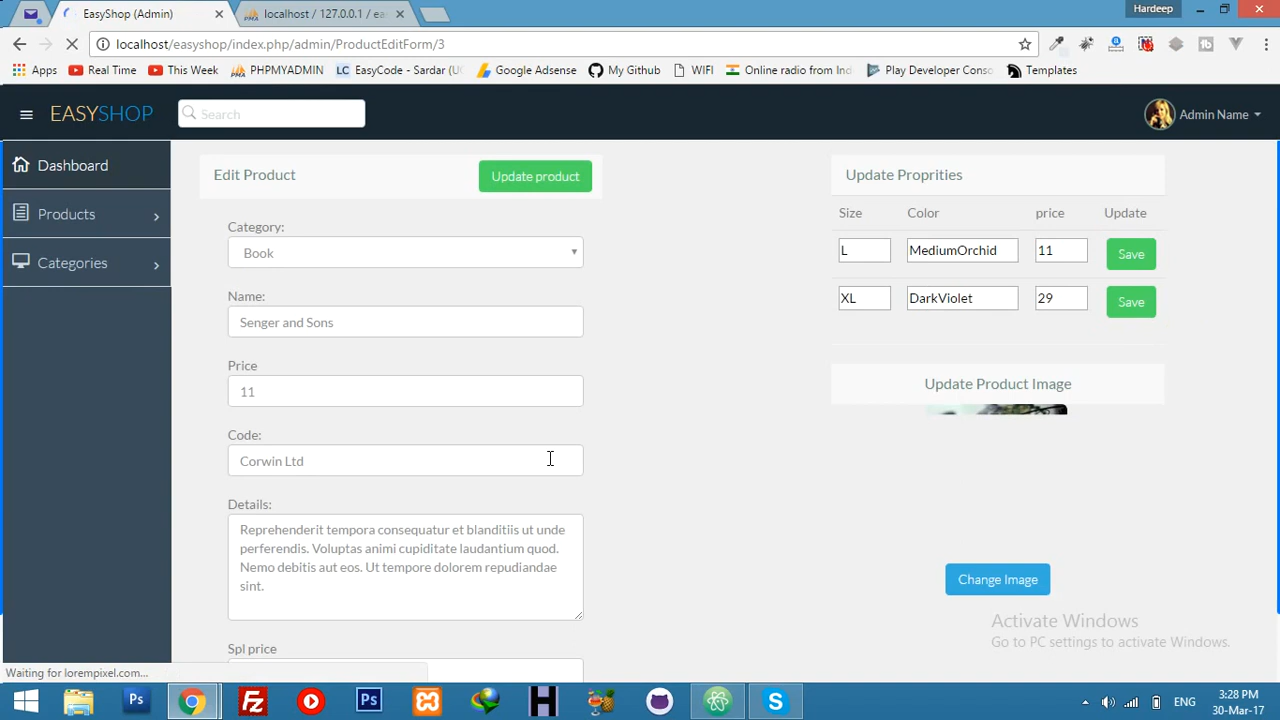 EasyShop (Admin)
localhost / 127.0.0.1 / ea
Hardeep
localhost/easyshop/index.php/admin/ProductEditForm/3
Apps
Real Time
This Week
PHPMYADMIN
EasyCode - Sardar (U
Google Adsense
My Github
WIFI
Online radio from Ind
Play Developer Conso
Templates
EASYSHOP
Search
Admin Name
Dashboard
Products
Categories
Edit Product
Update product
Category:
Book
Name:
Senger and Sons
Price
11
Code:
Corwin Ltd
Details:
Reprehenderit tempora consequatur et blanditiis ut unde
perferendis. Voluptas animi cupiditate laudantium quod.
Nemo debitis aut eos. Ut tempore dolorem repudiandae
sint.
Spl price
Update Proprities
Size Color price Update
L MediumOrchid 11 Save
XL DarkViolet 29 Save
Update Product Image
Change Image
Activate Windows
Go to PC settings to activate Windows.
Waiting for lorempixel.com...
ENG
3:28 PM
30-Mar-17